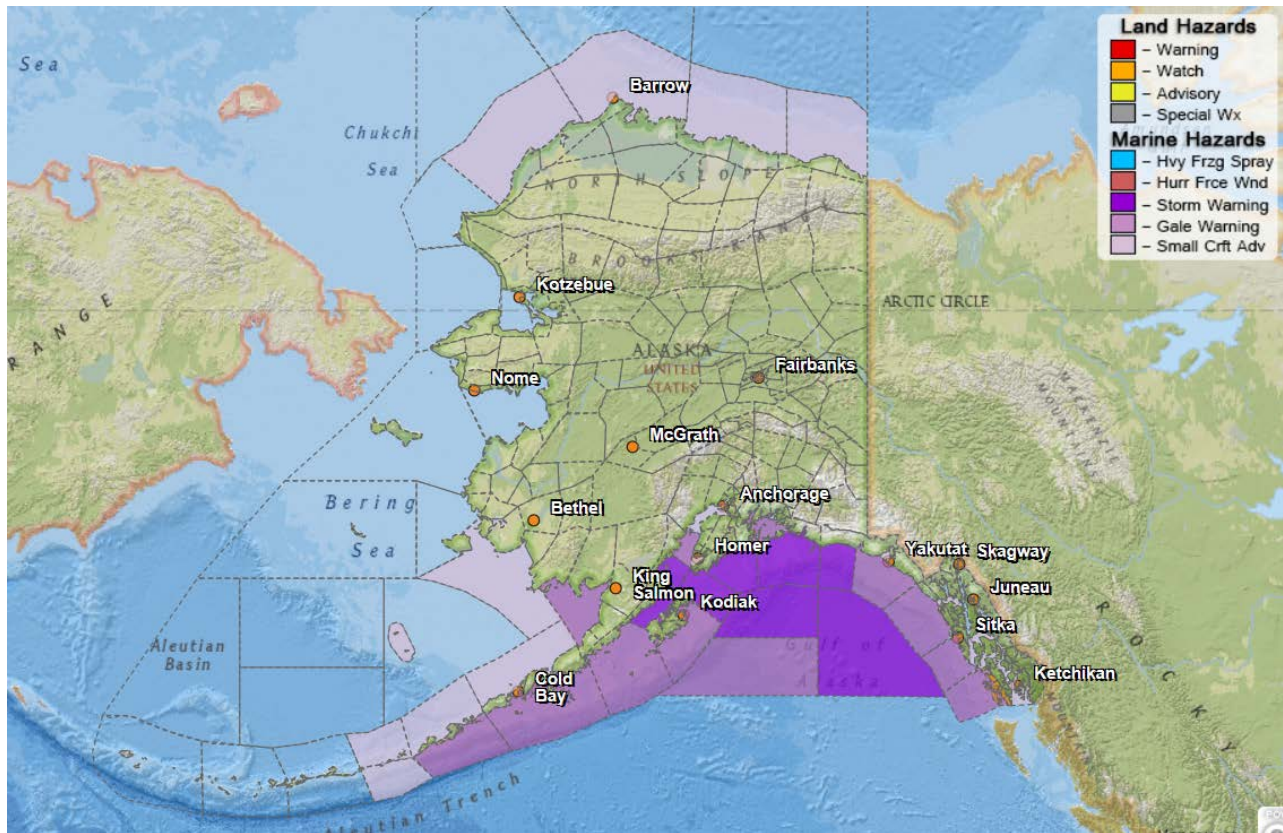 Land Hazards
– Warning
– Watch
– Advisory
– Special Wx
Marine Hazards
– Hvy Frzg Spray
– Hurr Frce Wnd
– Storm Warning
– Gale Warning
– Small Crft Adv
Sea
Barrow
Chukchi
Sea
NORTH SLOPE
BROOKS RANGE
Kotzebue
ARCTIC CIRCLE
RANGE
ALASKA
UNITED
STATES
Fairbanks
Nome
MACKENZIE
MOUNTAINS
McGrath
Bering
Sea
Bethel
Anchorage
Homer
Yakutat
Skagway
King
Salmon
Kodiak
Juneau
Sitka
Aleutian
Basin
Gulf of
Alaska
Cold
Bay
Ketchikan
ROCKY
Aleutian Trench